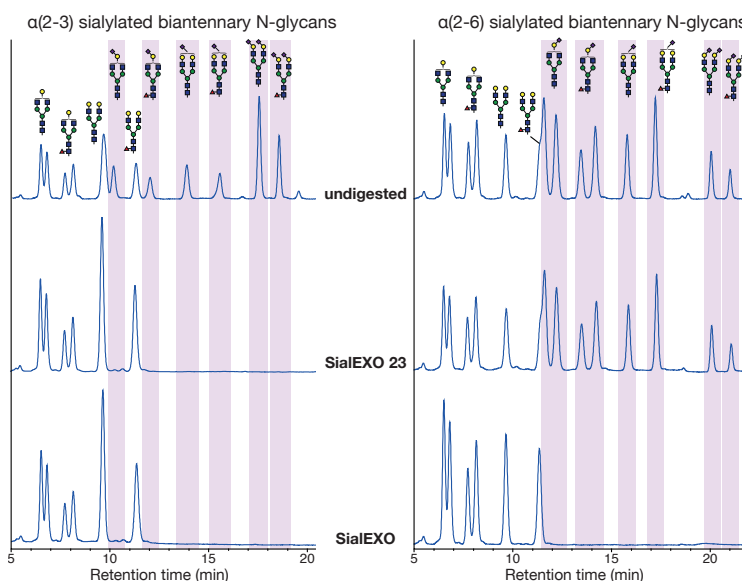 α(2-3) sialylated biantennary N-glycans
α(2-6) sialylated biantennary N-glycans
undigested
SialEXO 23
SialEXO
5 10 15 20
Retention time (min)
5 10 15 20
Retention time (min)